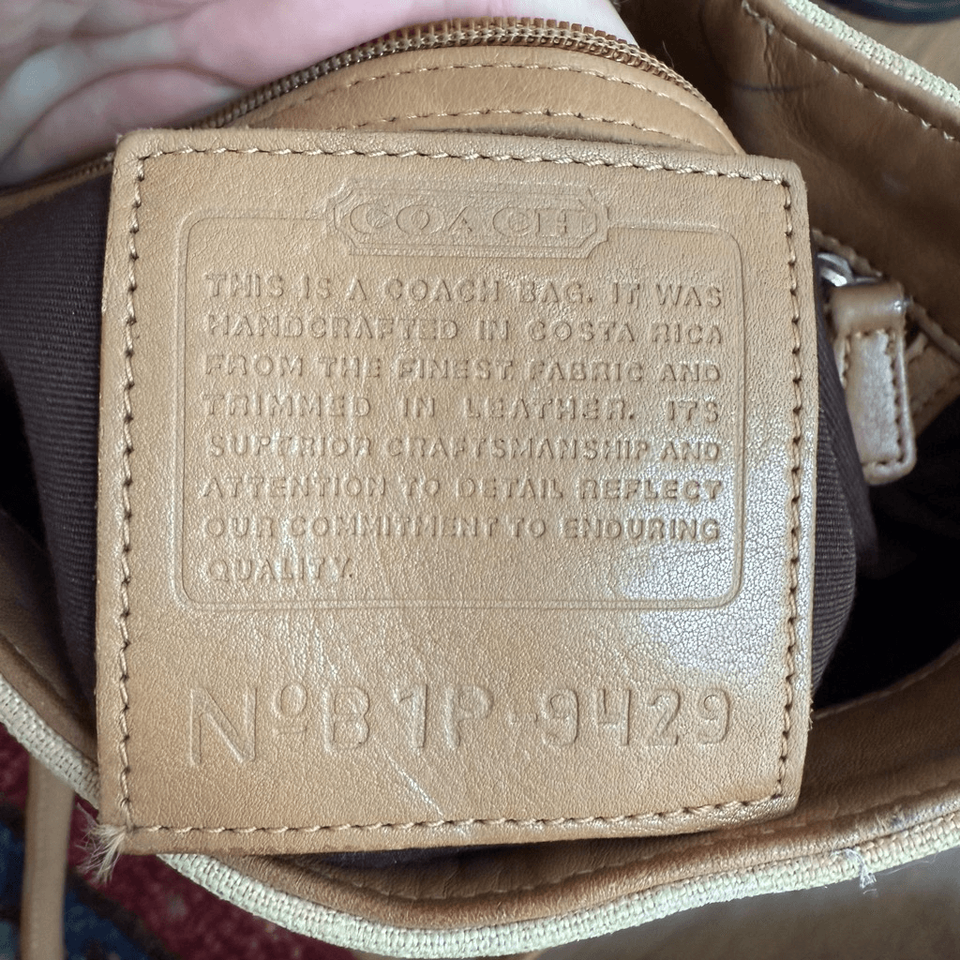 COACH
THIS IS A COACH BAG. IT WAS
HANDCRAFTED IN COSTA RICA
FROM THE FINEST FABRIC AND
TRIMMED IN LEATHER. ITS
SUPERIOR CRAFTSMANSHIP AND
ATTENTION TO DETAIL REFLECT
OUR COMMITMENT TO ENDURING
QUALITY.
Nº B1P-9429